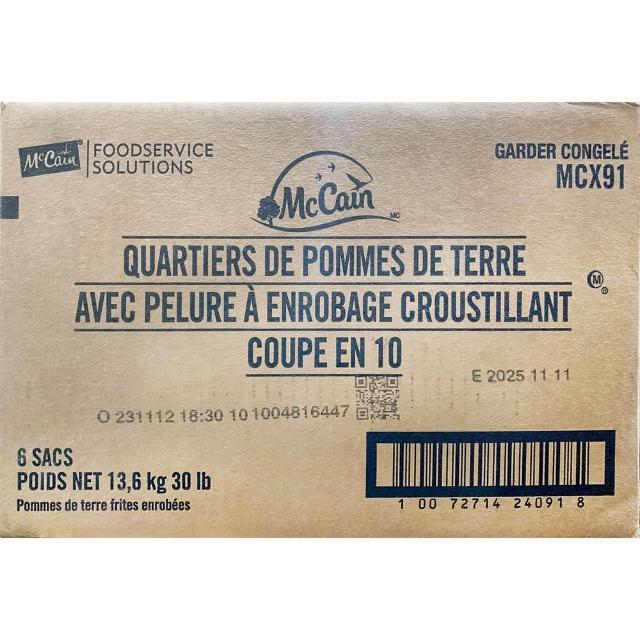 McCain FOODSERVICE SOLUTIONS
GARDER CONGELÉ
MCX91
McCain MC
QUARTIERS DE POMMES DE TERRE
AVEC PELURE À ENROBAGE CROUSTILLANT
COUPE EN 10
M ®
E 2025 11 11
O 231112 18:30 10 1004816447
6 SACS
POIDS NET 13,6 kg 30 lb
Pommes de terre frites enrobées
1 00 72714 24091 8